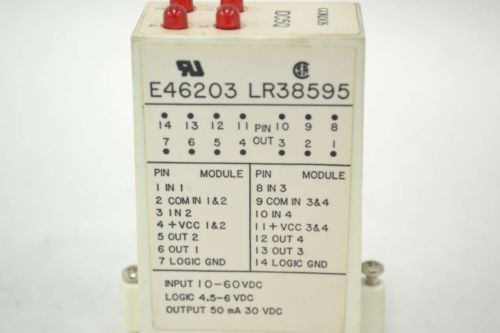 GORDOS
IDC5Q
E46203 LR38595
14 13 12 11 PIN 10 9 8
7 6 5 4 OUT 3 2 1
PIN MODULE
1 IN 1
2 COM IN 1&2
3 IN 2
4 +VCC 1&2
5 OUT 2
6 OUT 1
7 LOGIC GND
PIN MODULE
8 IN 3
9 COM IN 3&4
10 IN 4
11 +VCC 3&4
12 OUT 4
13 OUT 3
14 LOGIC GND
INPUT 10-60 VDC
LOGIC 4.5-6 VDC
OUTPUT 50 mA 30 VDC